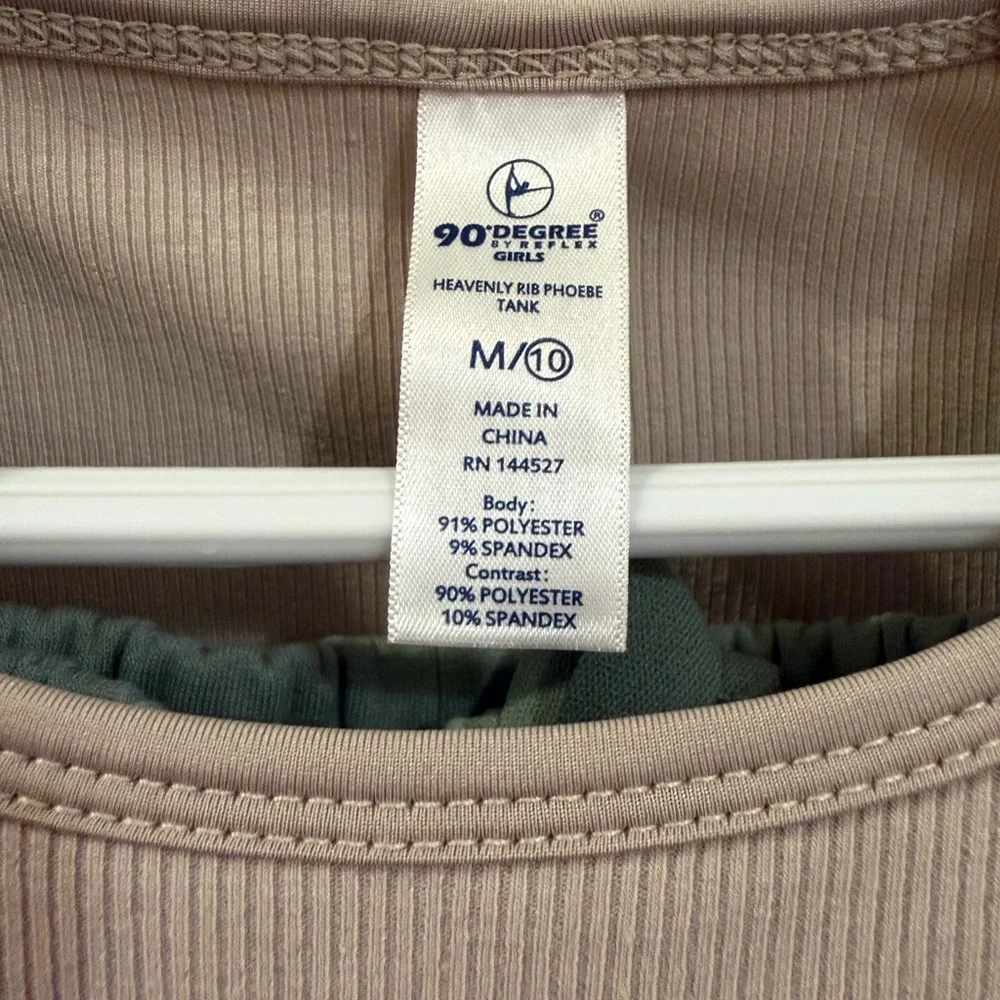 90°DEGREE®
BY REFLEX
GIRLS
HEAVENLY RIB PHOEBE
TANK
M/10
MADE IN
CHINA
RN 144527
Body:
91% POLYESTER
9% SPANDEX
Contrast:
90% POLYESTER
10% SPANDEX